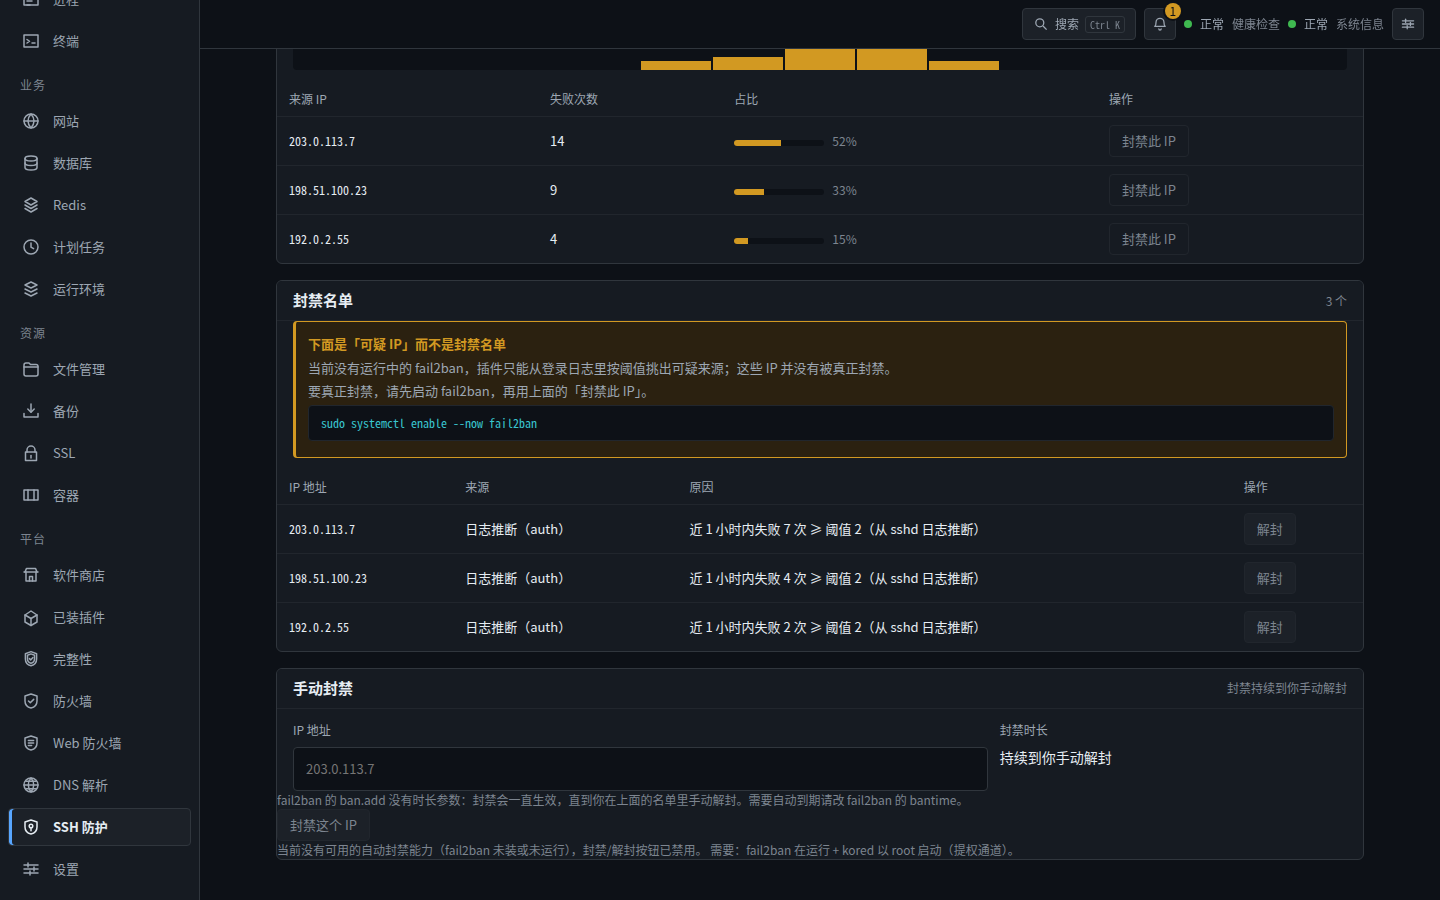 进程
终端
业务
网站
数据库
Redis
计划任务
运行环境
资源
文件管理
备份
SSL
容器
平台
软件商店
已装插件
完整性
防火墙
Web 防火墙
DNS 解析
SSH 防护
设置
搜索 Ctrl K
1
正常 健康检查 正常 系统信息
来源 IP 失败次数 占比 操作
203.0.113.7 14 52% 封禁此 IP
198.51.100.23 9 33% 封禁此 IP
192.0.2.55 4 15% 封禁此 IP
封禁名单 3 个
下面是「可疑 IP」而不是封禁名单
当前没有运行中的 fail2ban，插件只能从登录日志里按阈值挑出可疑来源；这些 IP 并没有被真正封禁。
要真正封禁，请先启动 fail2ban，再用上面的「封禁此 IP」。
sudo systemctl enable --now fail2ban
IP 地址 来源 原因 操作
203.0.113.7 日志推断（auth） 近 1 小时内失败 7 次 ≥ 阈值 2（从 sshd 日志推断） 解封
198.51.100.23 日志推断（auth） 近 1 小时内失败 4 次 ≥ 阈值 2（从 sshd 日志推断） 解封
192.0.2.55 日志推断（auth） 近 1 小时内失败 2 次 ≥ 阈值 2（从 sshd 日志推断） 解封
手动封禁 封禁持续到你手动解封
IP 地址 封禁时长
203.0.113.7 持续到你手动解封
fail2ban 的 ban.add 没有时长参数：封禁会一直生效，直到你在上面的名单里手动解封。需要自动到期请改 fail2ban 的 bantime。
封禁这个 IP
当前没有可用的自动封禁能力（fail2ban 未装或未运行），封禁/解封按钮已禁用。 需要：fail2ban 在运行 + kored 以 root 启动（提权通道）。